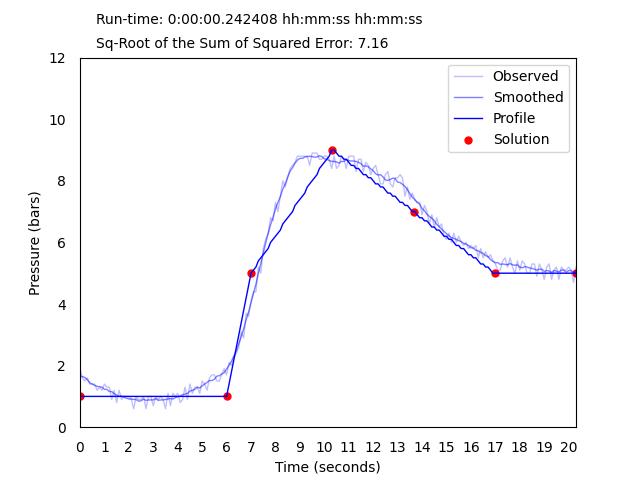 Run-time: 0:00:00.242408 hh:mm:ss hh:mm:ss
Sq-Root of the Sum of Squared Error: 7.16
Observed
Smoothed
Profile
Solution
Pressure (bars)
12
10
8
6
4
2
0
0 1 2 3 4 5 6 7 8 9 10 11 12 13 14 15 16 17 18 19 20
Time (seconds)